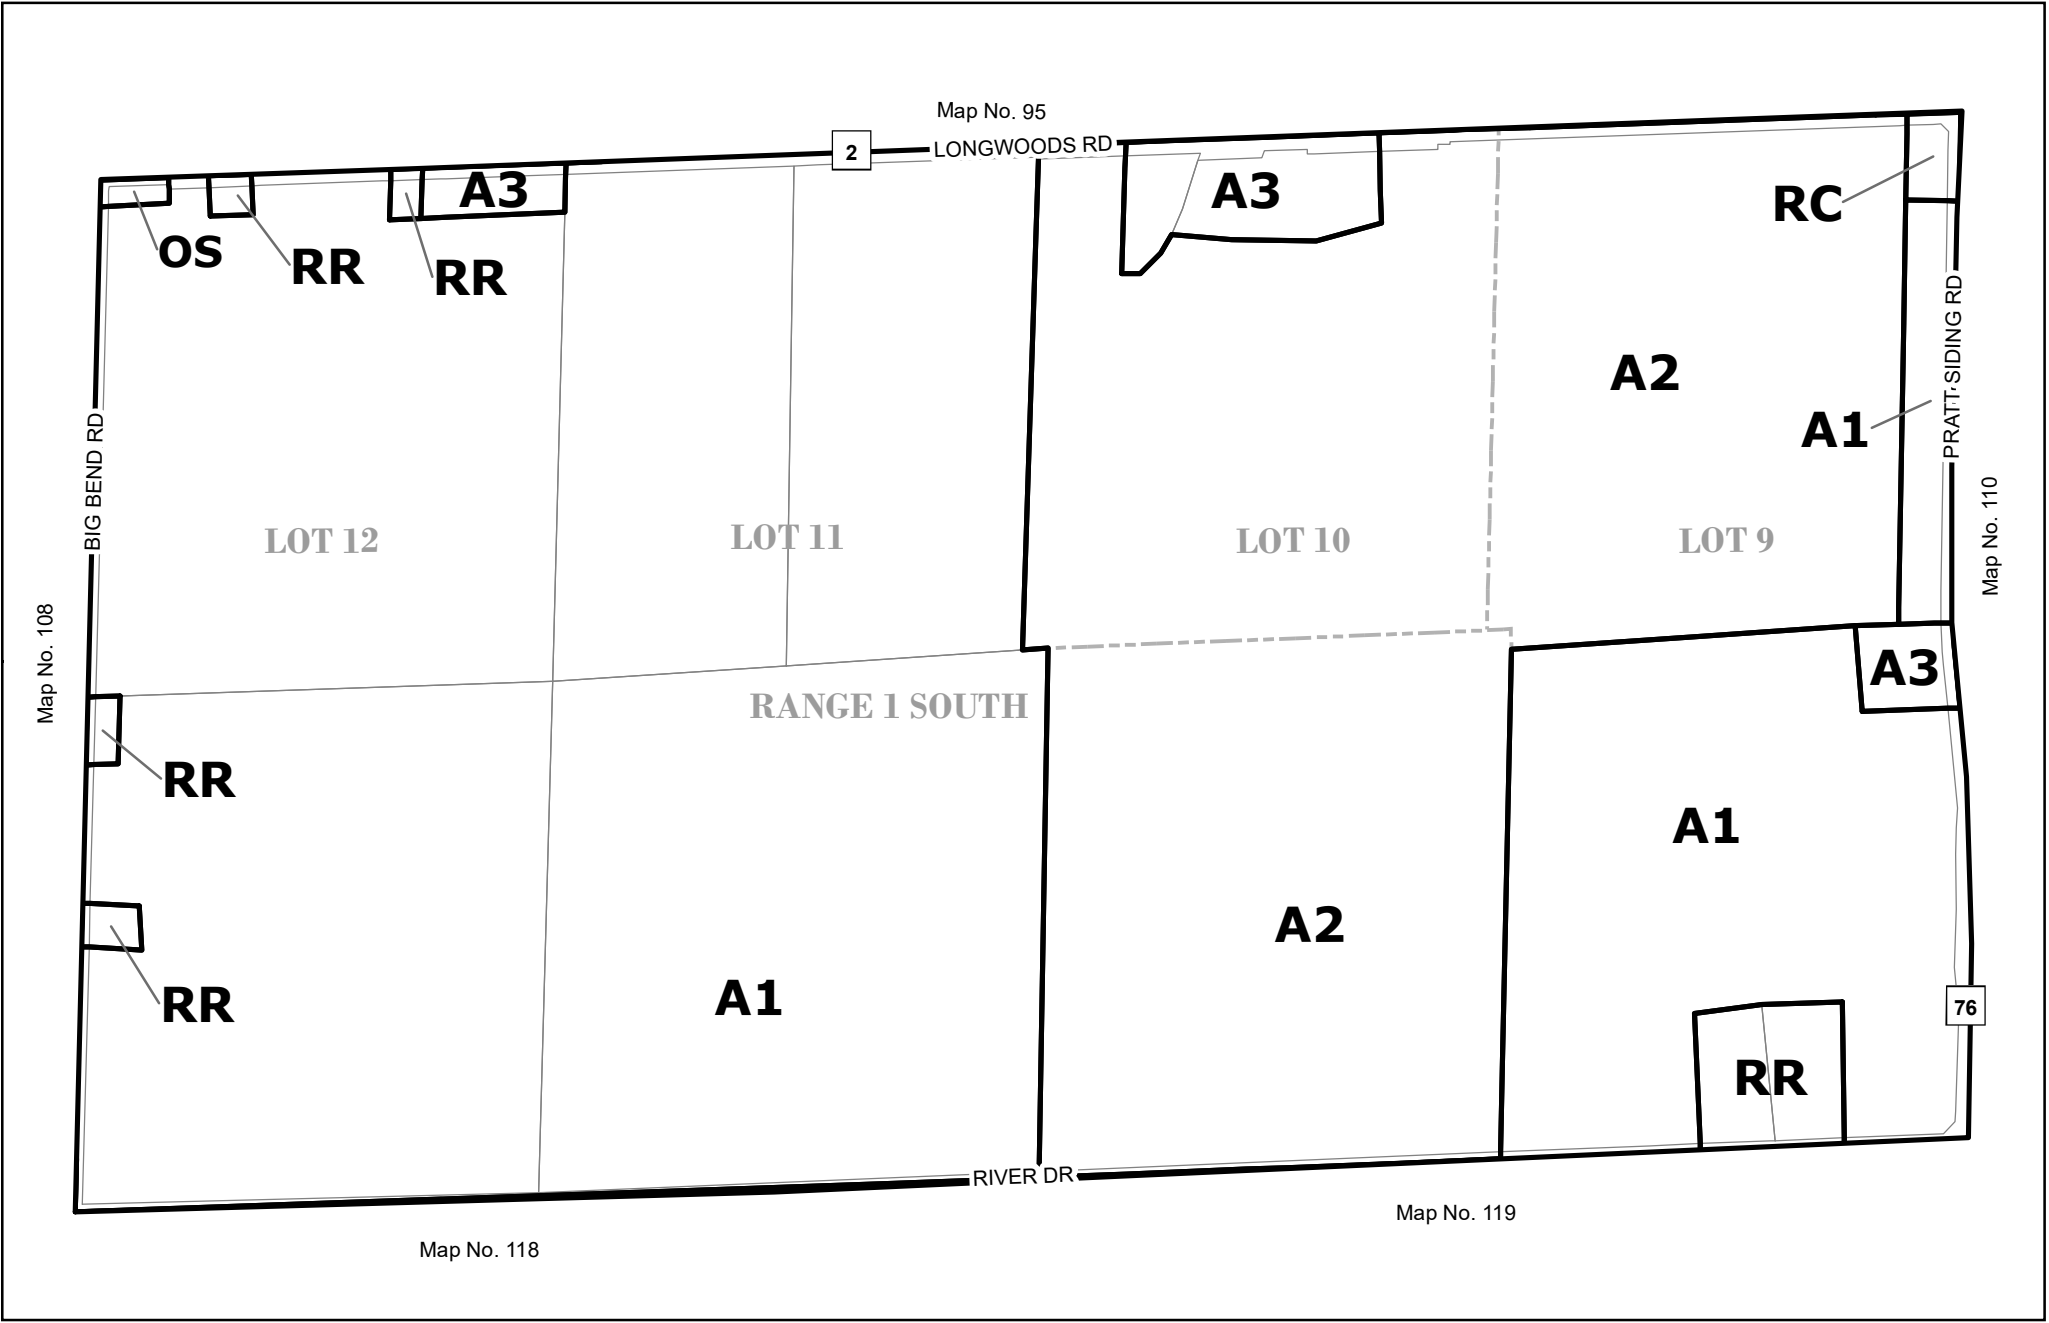 Map No. 95
2
LONGWOODS RD
A3
A3
RC
OS
RR
RR
A2
A1
PRATT SIDING RD
BIG BEND RD
LOT 12
LOT 11
LOT 10
LOT 9
Map No. 110
Map No. 108
RANGE 1 SOUTH
A3
RR
A1
A2
RR
A1
76
RR
RIVER DR
Map No. 119
Map No. 118